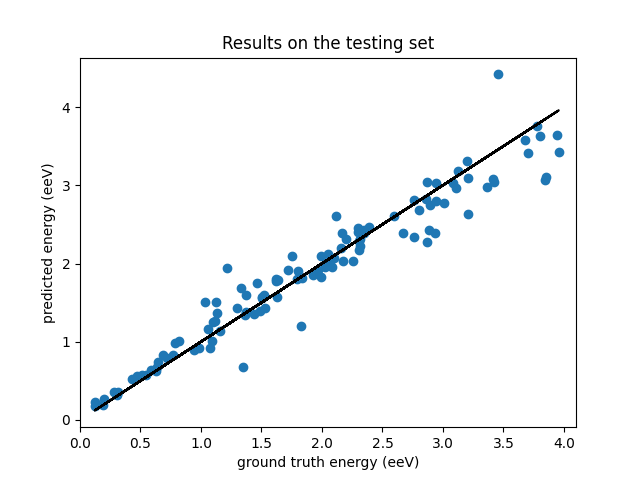 Results on the testing set
predicted energy (eeV)
4
3
2
1
0
0.0 0.5 1.0 1.5 2.0 2.5 3.0 3.5 4.0
ground truth energy (eeV)